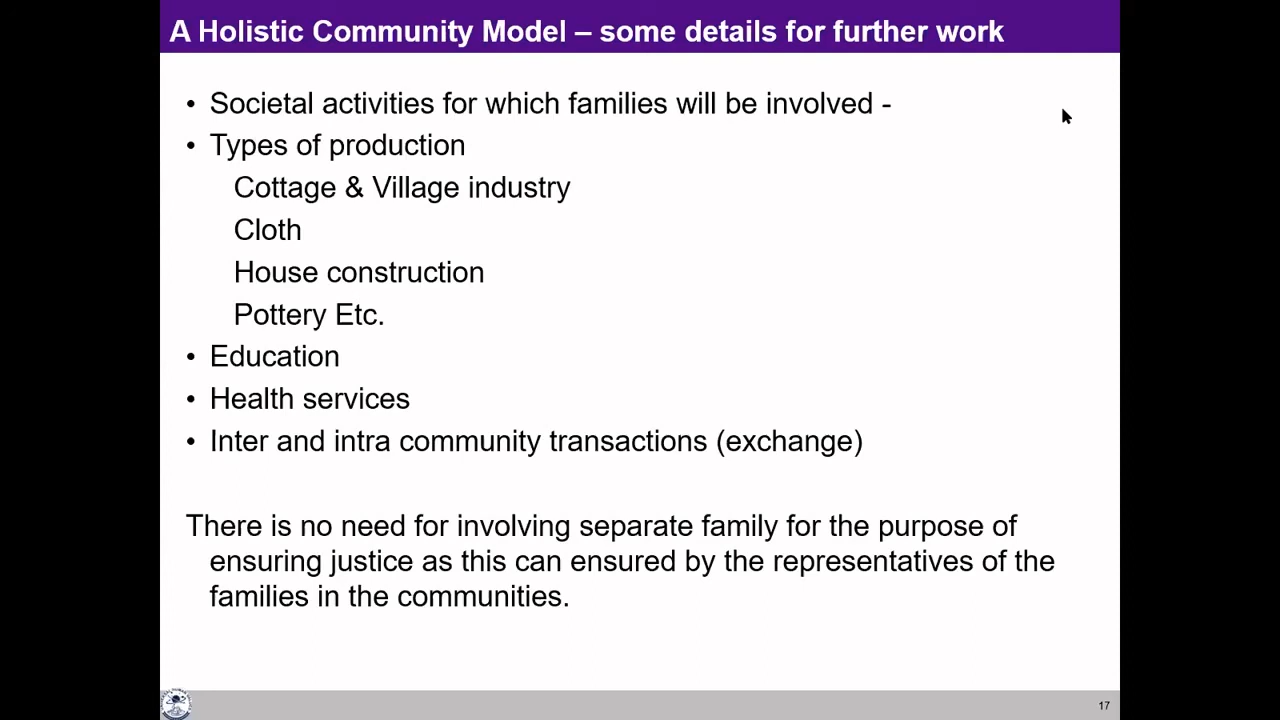 A Holistic Community Model – some details for further work
• Societal activities for which families will be involved -
• Types of production
Cottage & Village industry
Cloth
House construction
Pottery Etc.
• Education
• Health services
• Inter and intra community transactions (exchange)
There is no need for involving separate family for the purpose of
ensuring justice as this can ensured by the representatives of the
families in the communities.
17